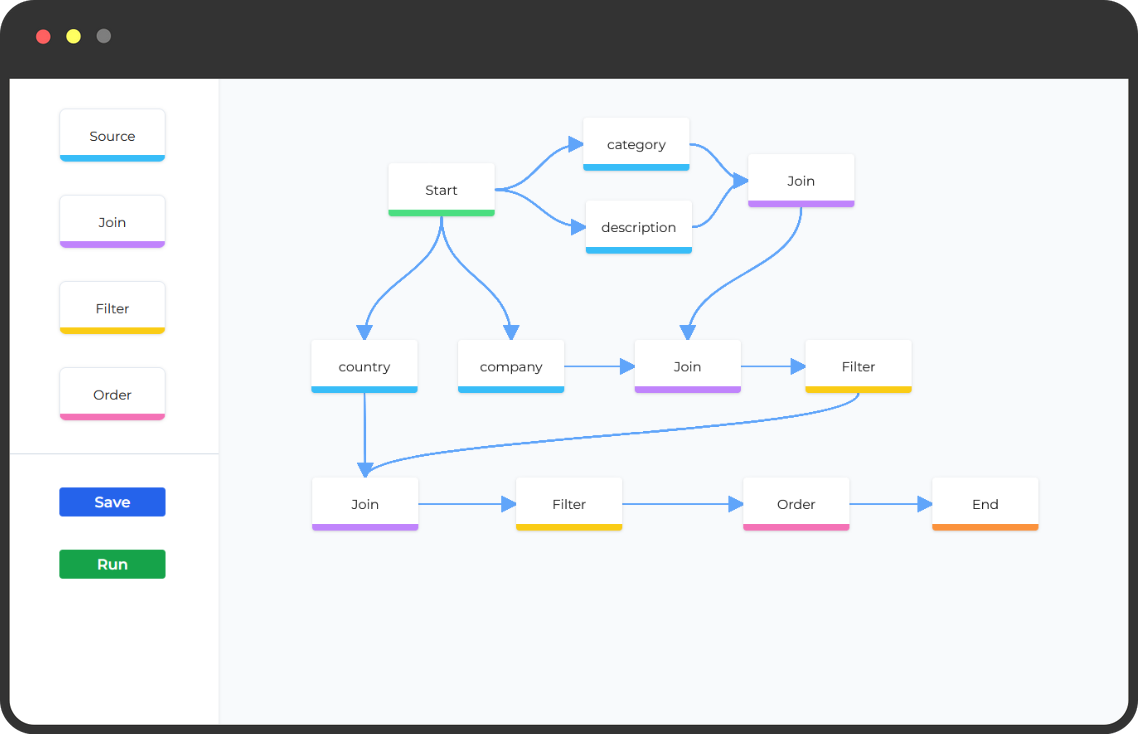 Source
Join
Filter
Order
Save
Run
category
Start
Join
description
country
company
Join
Filter
Join
Filter
Order
End